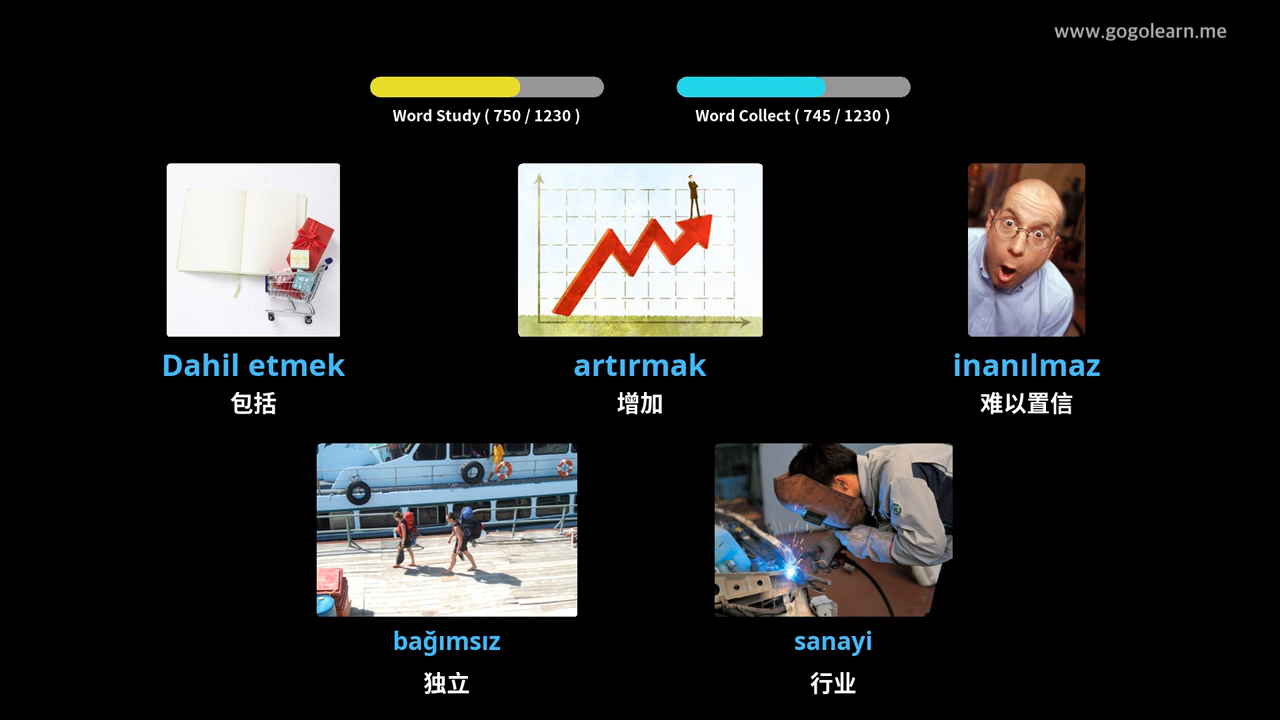 www.gogolearn.me
Word Study ( 750 / 1230 )
Word Collect ( 745 / 1230 )
Dahil etmek
包括
artırmak
增加
inanılmaz
难以置信
bağımsız
独立
sanayi
行业